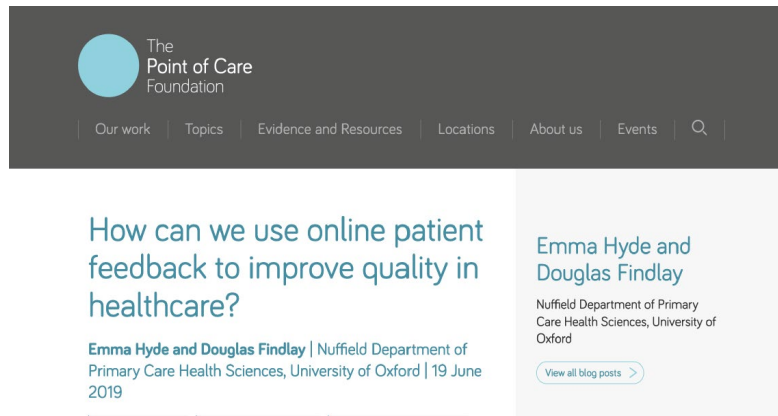 The
Point of Care
Foundation
Our work
Topics
Evidence and Resources
Locations
About us
Events
How can we use online patient
feedback to improve quality in
healthcare?
Emma Hyde and Douglas Findlay | Nuffield Department of
Primary Care Health Sciences, University of Oxford | 19 June
2019
Emma Hyde and
Douglas Findlay
Nuffield Department of Primary
Care Health Sciences, University of
Oxford
View all blog posts >